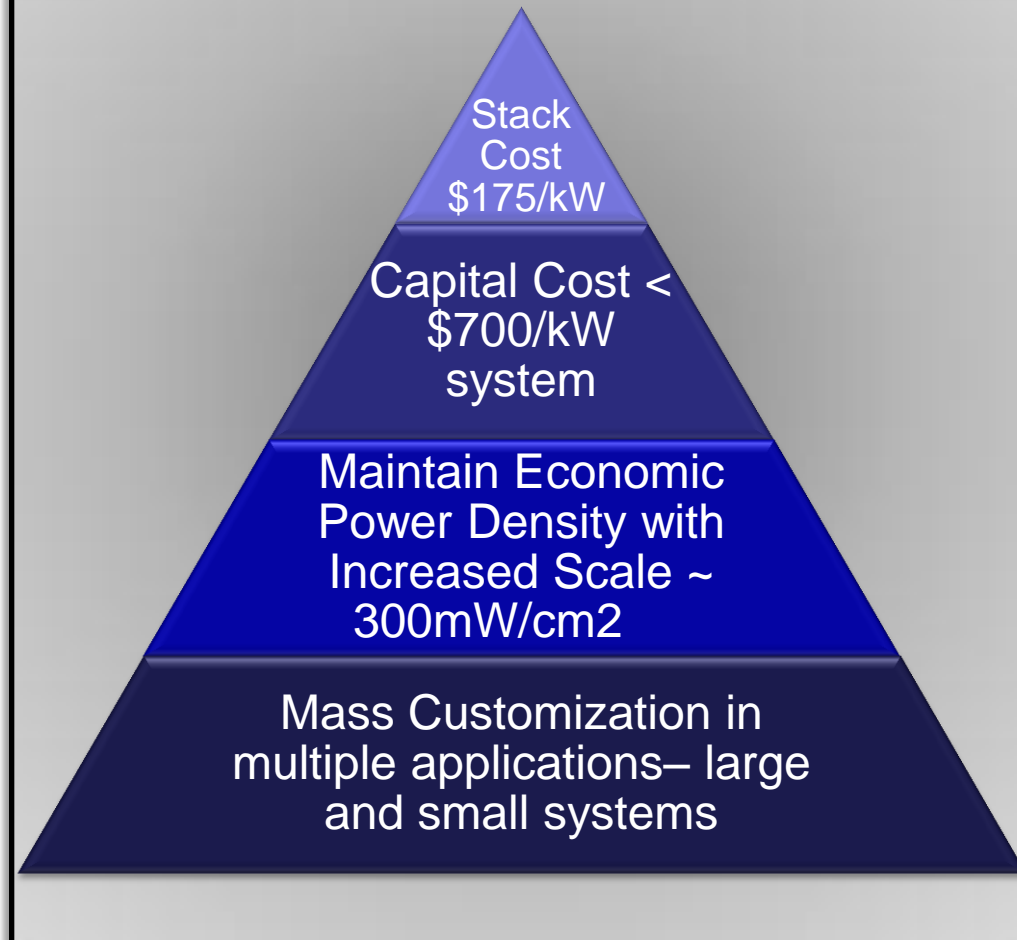 Stack
Cost
$175/kW
Capital Cost <
$700/kW
system
Maintain Economic
Power Density with
Increased Scale ~
300mW/cm2
Mass Customization in
multiple applications– large
and small systems